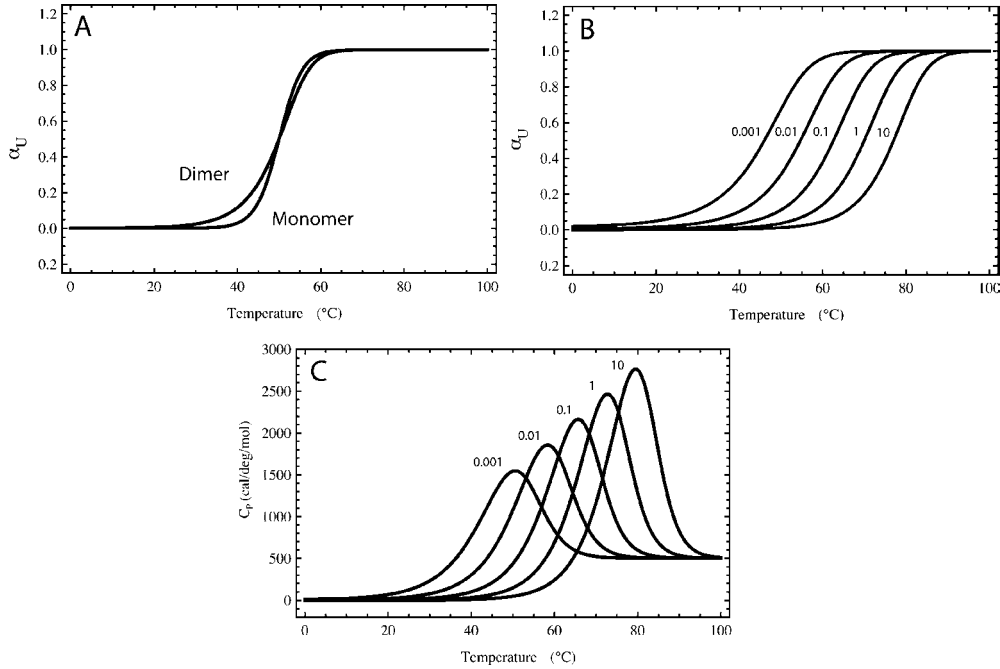 A
1.2
1.0
0.8
0.6
0.4
0.2
0.0
0.2
αU
Dimer
Monomer
0 20 40 60 80 100
Temperature (°C)
B
1.2
1.0
0.8
0.6
0.4
0.2
0.0
0.2
αU
0.001 0.01 0.1 1 10
0 20 40 60 80 100
Temperature (°C)
C
3000
2500
2000
1500
1000
500
0
CP (cal/deg/mol)
10
1
0.1
0.01
0.001
0 20 40 60 80 100
Temperature (°C)